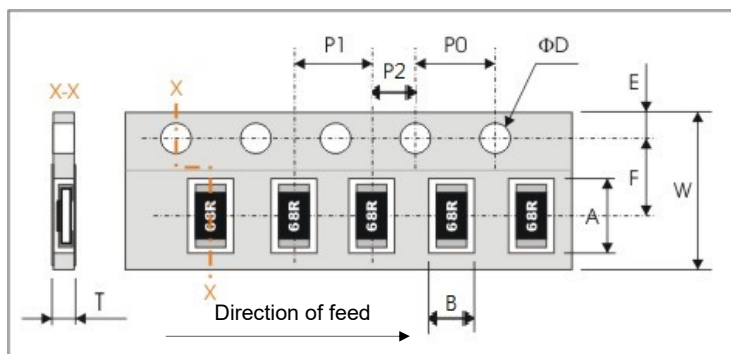 P1 P0 ΦD
P2 E
X-X X
F
W
A
68R 68R 68R 68R 68R
X
T B
Direction of feed